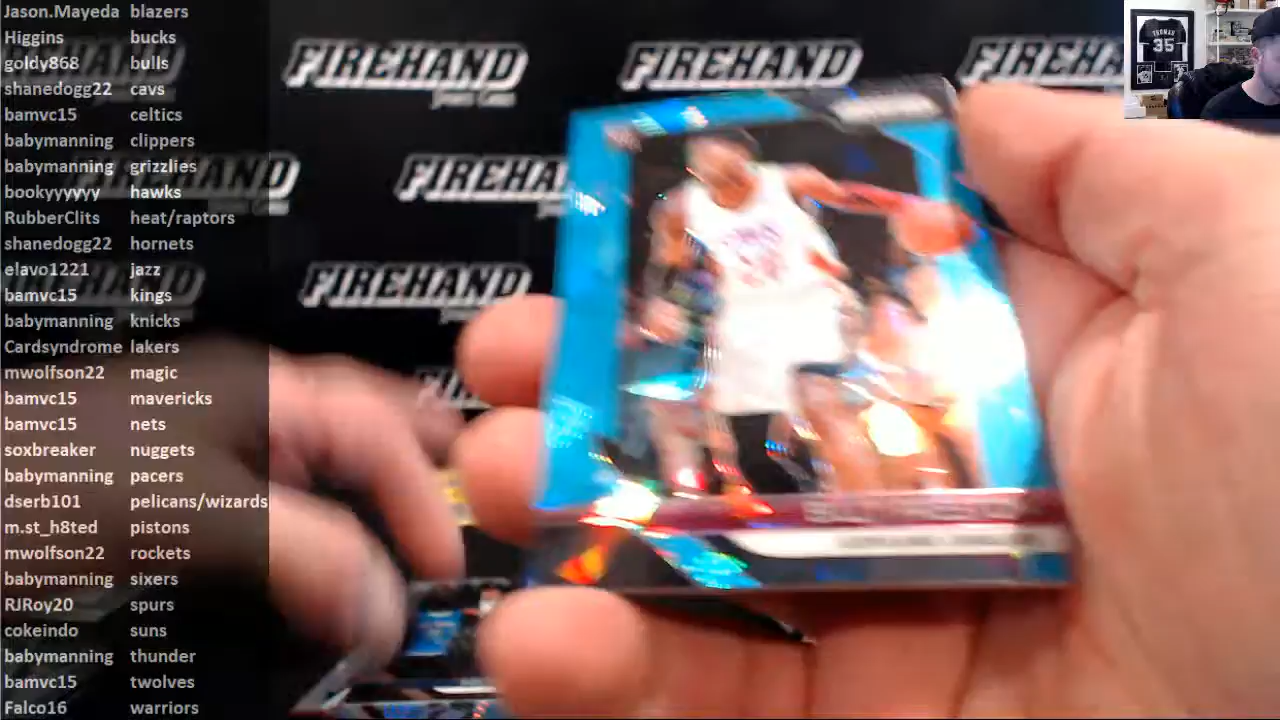 Jason.Mayeda blazers
Higgins bucks
goldy868 bulls
shanedogg22 cavs
bamvc15 celtics
babymanning clippers
babymanning grizzlies
bookyyyyyy hawks
RubberClits heat/raptors
shanedogg22 hornets
elavo1221 jazz
bamvc15 kings
babymanning knicks
Cardsyndrome lakers
mwolfson22 magic
bamvc15 mavericks
bamvc15 nets
soxbreaker nuggets
babymanning pacers
dserb101 pelicans/wizards
m.st_h8ted pistons
mwolfson22 rockets
babymanning sixers
RJRoy20 spurs
cokeindo suns
babymanning thunder
bamvc15 twolves
Falco16 warriors
FIREHAND FIREHAND FIREHAND
FIREHAND
FIREHAND
THOMAS
35